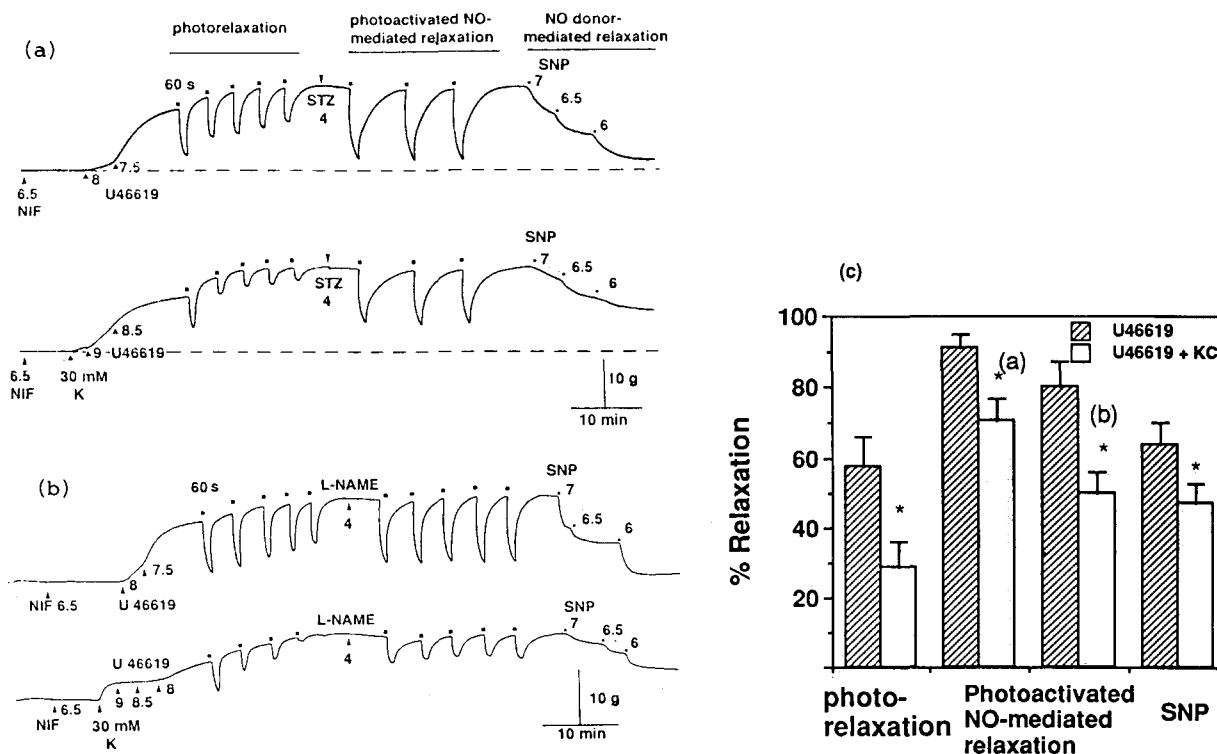 photorelaxation
photoactivated NO-
mediated relaxation
NO donor-
mediated relaxation
(a)
SNP
60 s
7
6.5
6
STZ
4
7.5
8
U46619
6.5
NIF
SNP
7
6.5
6
STZ
4
8.5
9 U46619
6.5
NIF
30 mM
K
10 g
10 min
(b)
60 s
L-NAME
SNP
7
6.5
6
4
7.5
8
NIF 6.5
U 46619
L-NAME
SNP
7
6.5
6
4
U 46619
9
8.5
8
NIF
6.5
30 mM
K
10 g
10 min
(c)
100
80
60
40
20
% Relaxation
U46619
U46619 + KC
*
(a)
*
(b)
*
*
photo-
relaxation
Photoactivated
NO-mediated
relaxation
SNP